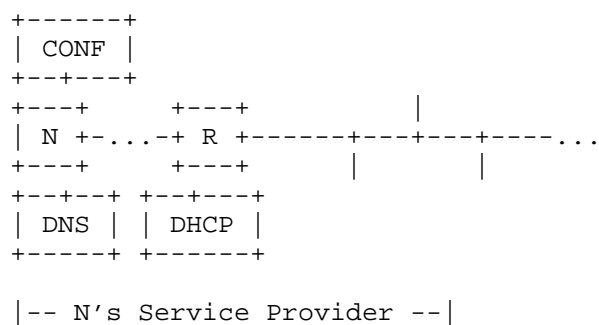 CONF
N ... R ...
DNS DHCP
|-- N's Service Provider --|